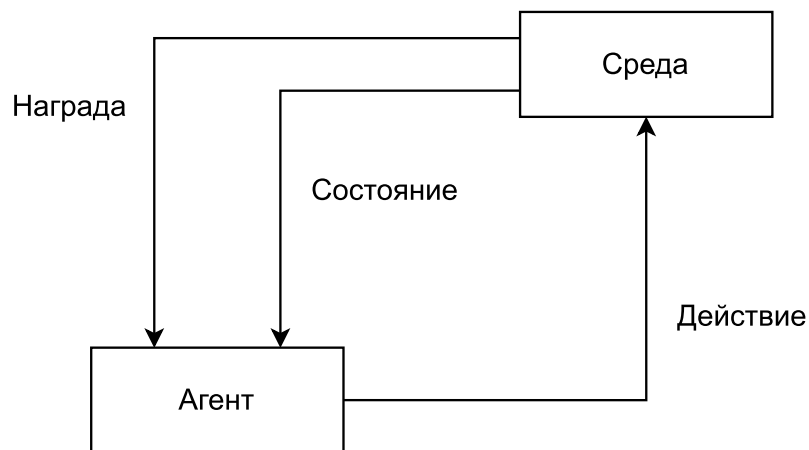 Среда
Награда
Состояние
Действие
Агент